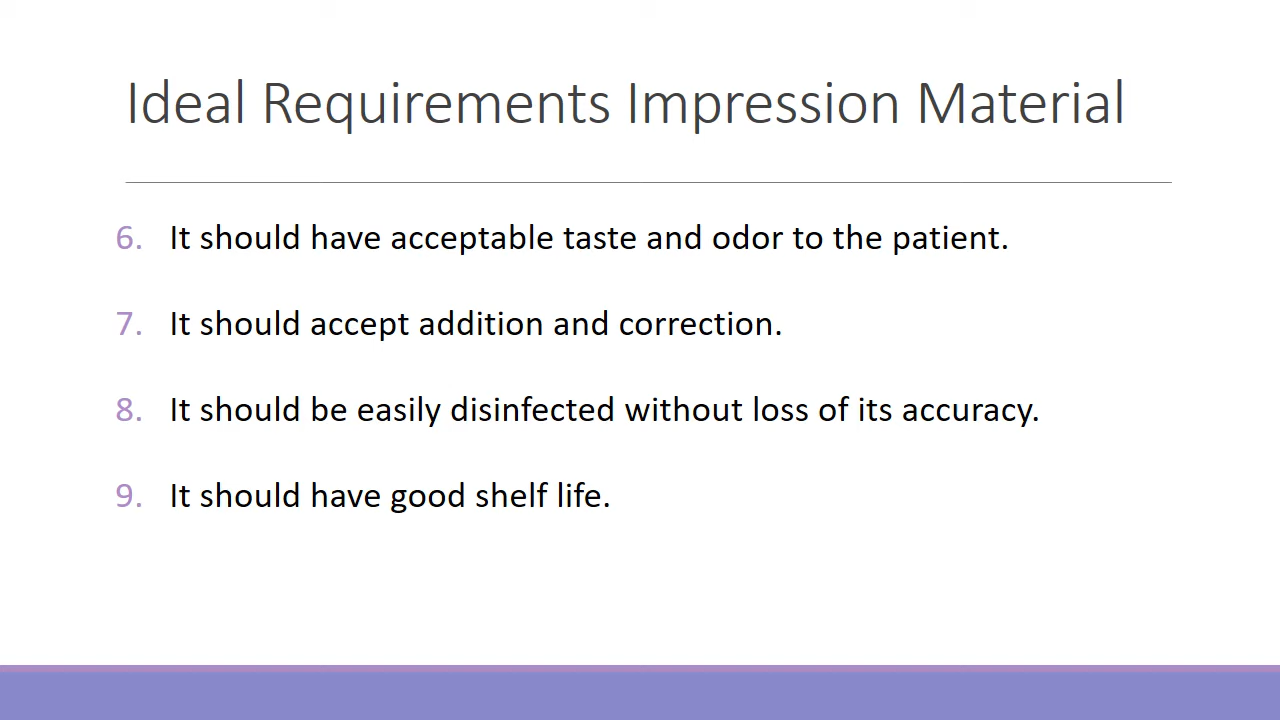 Ideal Requirements Impression Material
6. It should have acceptable taste and odor to the patient.
7. It should accept addition and correction.
8. It should be easily disinfected without loss of its accuracy.
9. It should have good shelf life.